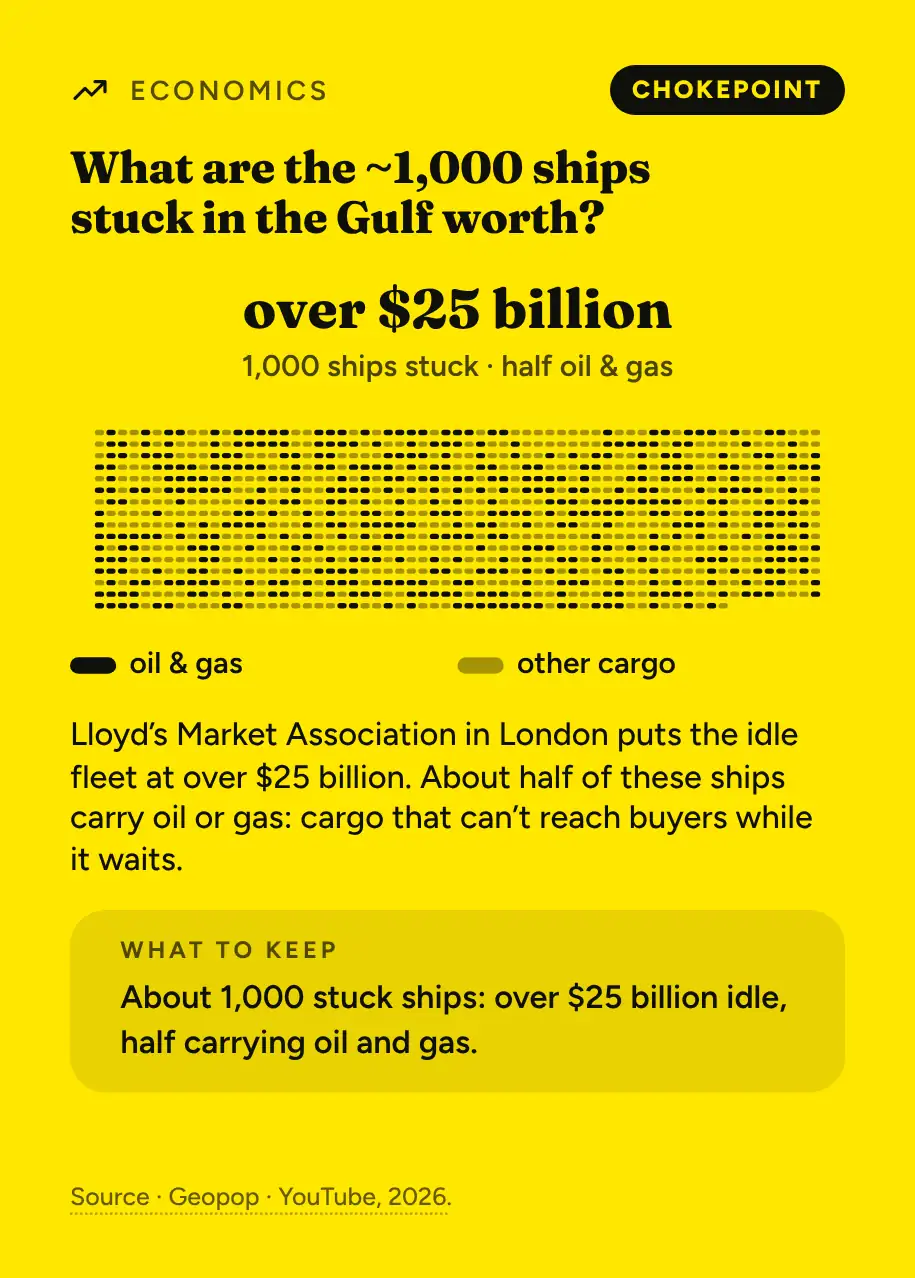 ECONOMICS
CHOKEPOINT
What are the ~1,000 ships
stuck in the Gulf worth?
over $25 billion
1,000 ships stuck · half oil & gas
oil & gas
other cargo
Lloyd’s Market Association in London puts the idle
fleet at over $25 billion. About half of these ships
carry oil or gas: cargo that can’t reach buyers while
it waits.
WHAT TO KEEP
About 1,000 stuck ships: over $25 billion idle,
half carrying oil and gas.
Source · Geopop · YouTube, 2026.